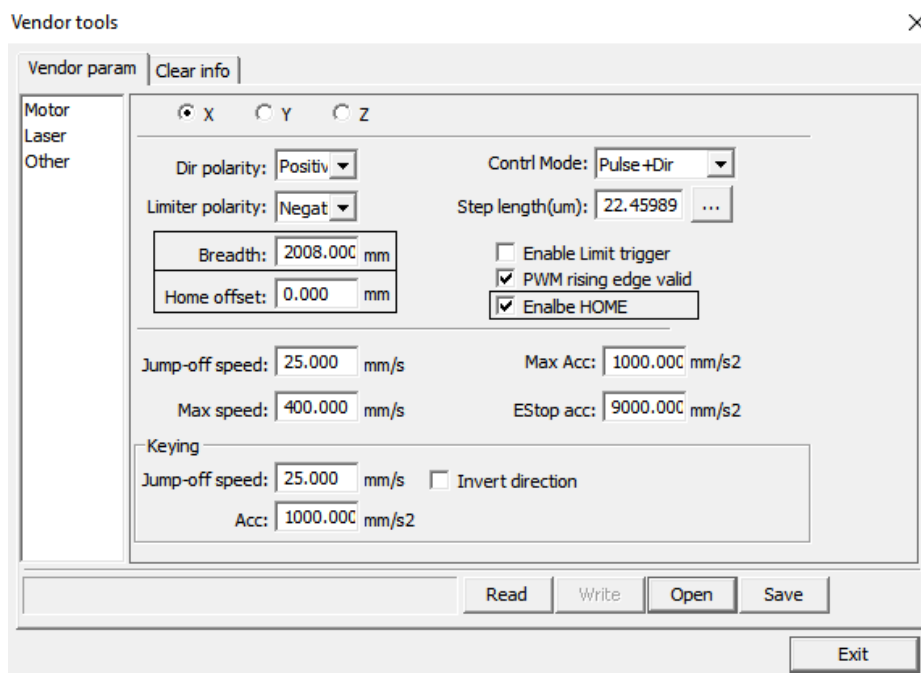 Vendor tools
Vendor param Clear info
Motor
Laser
Other
X Y Z
Dir polarity: Positiv Contrl Mode: Pulse+Dir
Limiter polarity: Negat Step length(um): 22.45989 ...
Breadth: 2008.000 mm Enable Limit trigger
PWM rising edge valid
Home offset: 0.000 mm Enalbe HOME
Jump-off speed: 25.000 mm/s Max Acc: 1000.000 mm/s2
Max speed: 400.000 mm/s EStop acc: 9000.000 mm/s2
Keying
Jump-off speed: 25.000 mm/s Invert direction
Acc: 1000.000 mm/s2
Read Write Open Save
Exit